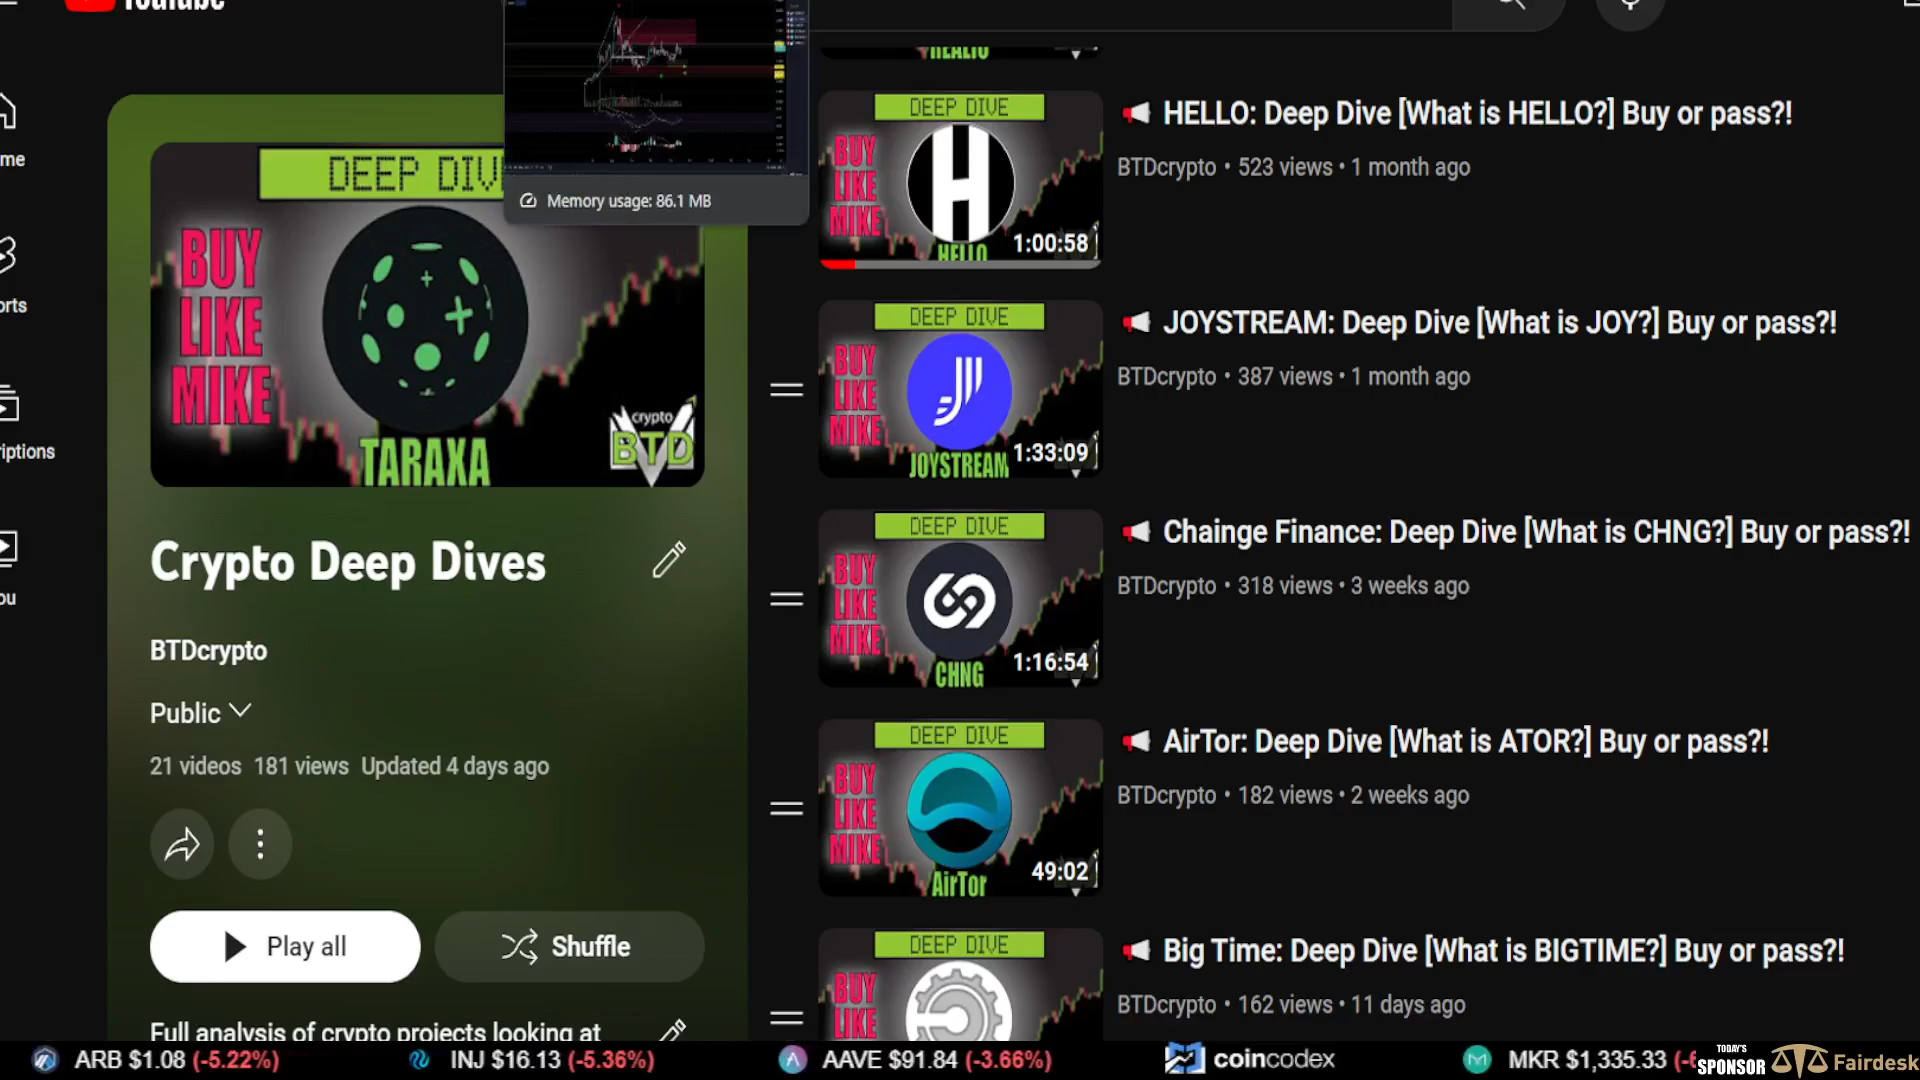 YouTube
Memory usage: 86.1 MB
DEEP DIV
BUY
LIKE
MIKE
TARAXA
crypto
BTD
Crypto Deep Dives
BTDcrypto
Public
21 videos 181 views Updated 4 days ago
Play all
Shuffle
Full analysis of crypto projects looking at
me
orts
riptions
ou
DEEP DIVE
BUY
LIKE
MIKE
HELLO
1:00:58
HELLO: Deep Dive [What is HELLO?] Buy or pass?!
BTDcrypto • 523 views • 1 month ago
DEEP DIVE
BUY
LIKE
MIKE
JOYSTREAM
1:33:09
JOYSTREAM: Deep Dive [What is JOY?] Buy or pass?!
BTDcrypto • 387 views • 1 month ago
DEEP DIVE
BUY
LIKE
MIKE
CHNG
1:16:54
Chainge Finance: Deep Dive [What is CHNG?] Buy or pass?!
BTDcrypto • 318 views • 3 weeks ago
DEEP DIVE
BUY
LIKE
MIKE
AirTor
49:02
AirTor: Deep Dive [What is ATOR?] Buy or pass?!
BTDcrypto • 182 views • 2 weeks ago
DEEP DIVE
BUY
LIKE
Big Time: Deep Dive [What is BIGTIME?] Buy or pass?!
BTDcrypto • 162 views • 11 days ago
ARB $1.08 (-5.22%) INJ $16.13 (-5.36%) AAVE $91.84 (-3.66%) coincodex MKR $1,335.33
TODAY'S
SPONSOR
Fairdesk